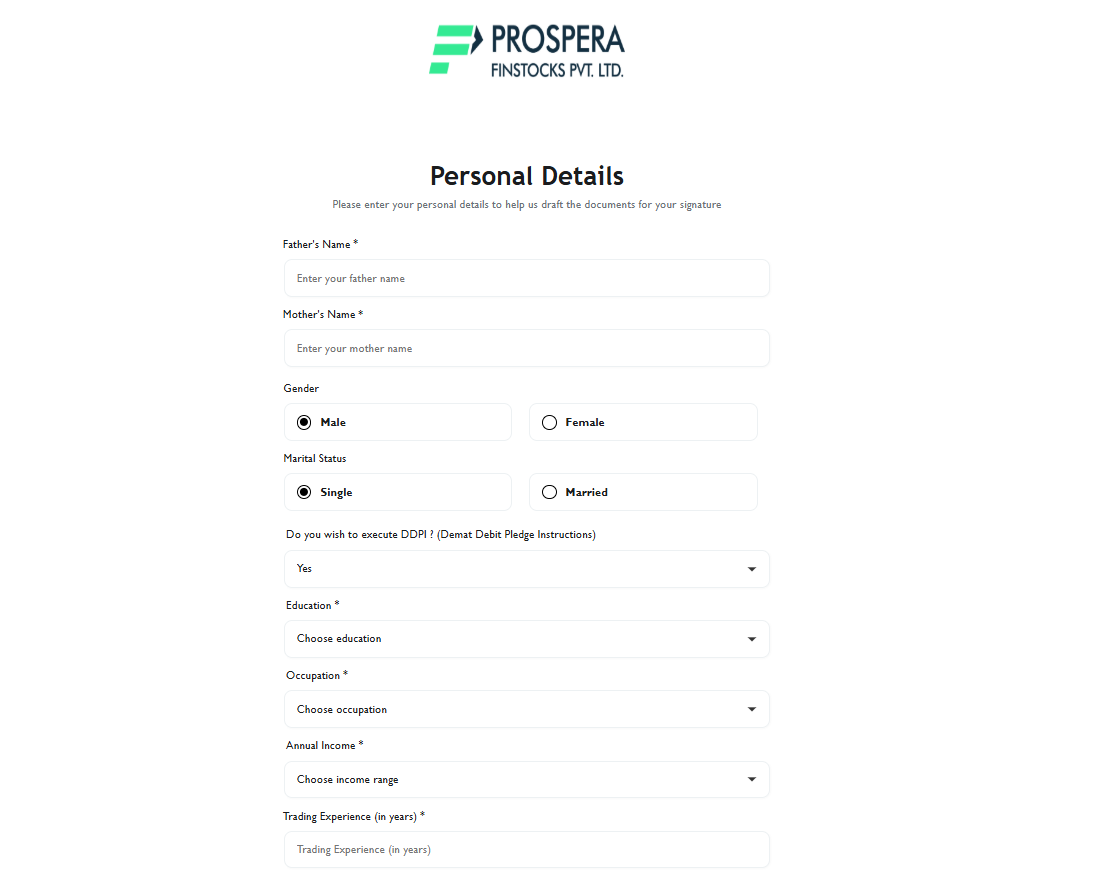 PROSPERA
FINSTOCKS PVT. LTD.
Personal Details
Please enter your personal details to help us draft the documents for your signature
Father's Name *
Enter your father name
Mother's Name *
Enter your mother name
Gender
Male Female
Marital Status
Single Married
Do you wish to execute DDPI ? (Demat Debit Pledge Instructions)
Yes
Education *
Choose education
Occupation *
Choose occupation
Annual Income *
Choose income range
Trading Experience (in years) *
Trading Experience (in years)